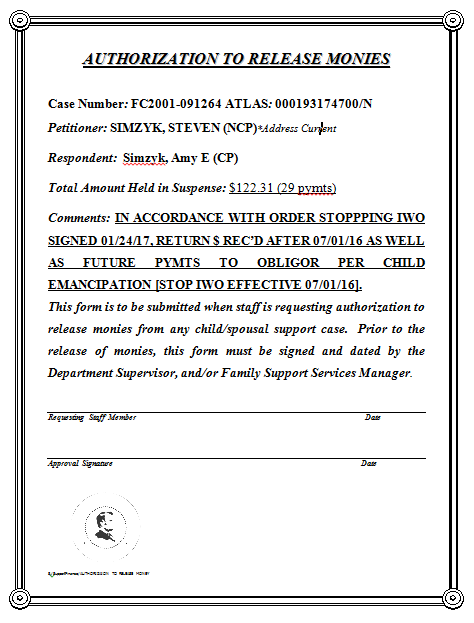 AUTHORIZATION TO RELEASE MONIES
Case Number: FC2001-091264 ATLAS: 000193174700/N
Petitioner: SIMZYK, STEVEN (NCP)*Address Current
Respondent: Simzyk, Amy E (CP)
Total Amount Held in Suspense: $122.31 (29 pymts)
Comments: IN ACCORDANCE WITH ORDER STOPPPING IWO
SIGNED 01/24/17, RETURN $ REC'D AFTER 07/01/16 AS WELL
AS FUTURE PYMTS TO OBLIGOR PER CHILD
EMANCIPATION [STOP IWO EFFECTIVE 07/01/16].
This form is to be submitted when staff is requesting authorization to
release monies from any child/spousal support case. Prior to the
release of monies, this form must be signed and dated by the
Department Supervisor, and/or Family Support Services Manager.
Requesting Staff Member Date
Approval Signature Date
AUTHORIZATION TO RELEASE MONEY